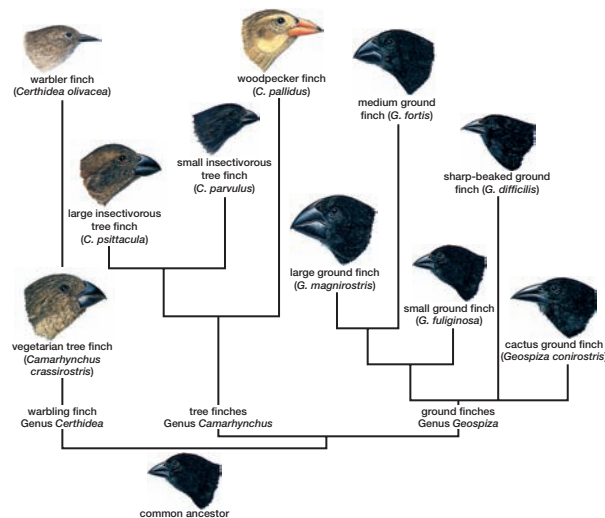 warbler finch
(Certhidea olivacea)
woodpecker finch
(C. pallidus)
medium ground
finch (G. fortis)
small insectivorous
tree finch
(C. parvulus)
sharp-beaked ground
finch (G. difficilis)
large insectivorous
tree finch
(C. psittacula)
large ground finch
(G. magnirostris)
small ground finch
(G. fuliginosa)
vegetarian tree finch
(Camarhynchus
crassirostris)
cactus ground finch
(Geospiza conirostris)
warbling finch
Genus Certhidea
tree finches
Genus Camarhynchus
ground finches
Genus Geospiza
common ancestor